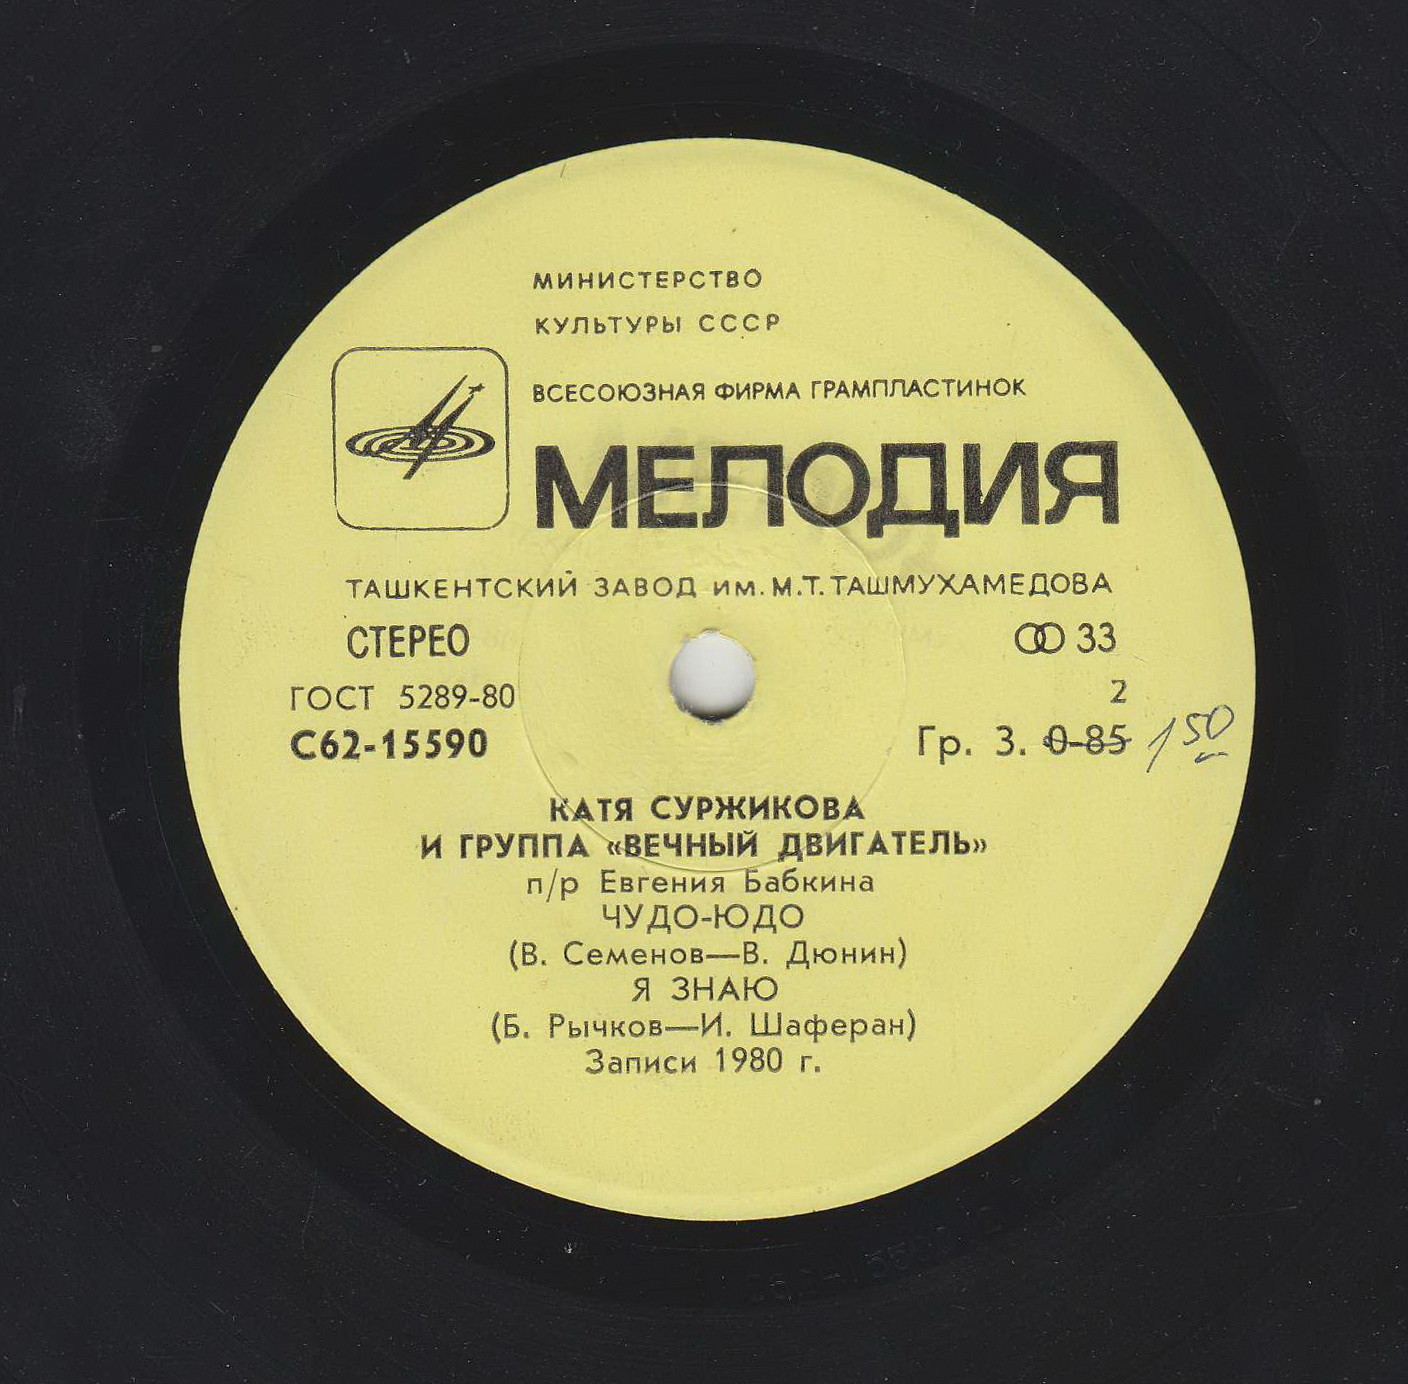 МИНИСТЕРСТВО
КУЛЬТУРЫ СССР
ВСЕСОЮЗНАЯ ФИРМА ГРАМПЛАСТИНОК
МЕЛОДИЯ
ТАШКЕНТСКИЙ ЗАВОД им. М.Т. ТАШМУХАМЕДОВА
СТЕРЕО 33
ГОСТ 5289-80 2
С62-15590 Гр. 3. 0-85 1 50
КАТЯ СУРЖИКОВА
И ГРУППА «ВЕЧНЫЙ ДВИГАТЕЛЬ»
п/р Евгения Бабкина
ЧУДО-ЮДО
(В. Семенов—В. Дюнин)
Я ЗНАЮ
(Б. Рычков—И. Шаферан)
Записи 1980 г.